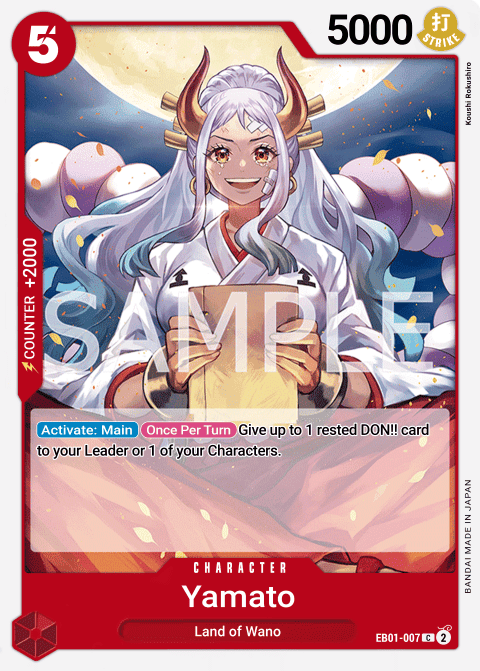 5
5000
打
STRIKE
Koushi Rokushiro
COUNTER +2000
SAMPLE
Activate: Main Once Per Turn Give up to 1 rested DON!! card
to your Leader or 1 of your Characters.
CHARACTER
Yamato
Land of Wano
EB01-007 C 2
BANDAI MADE IN JAPAN